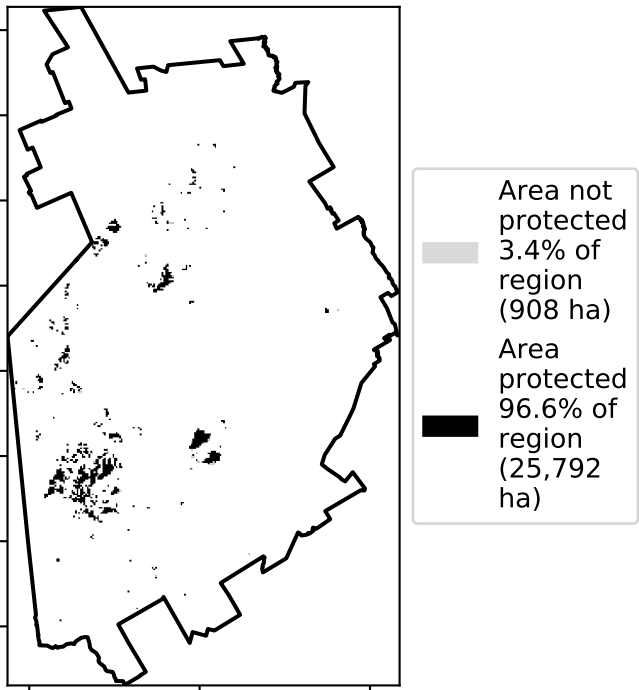 Area not
protected
3.4% of
region
(908 ha)
Area
protected
96.6% of
region
(25,792
ha)